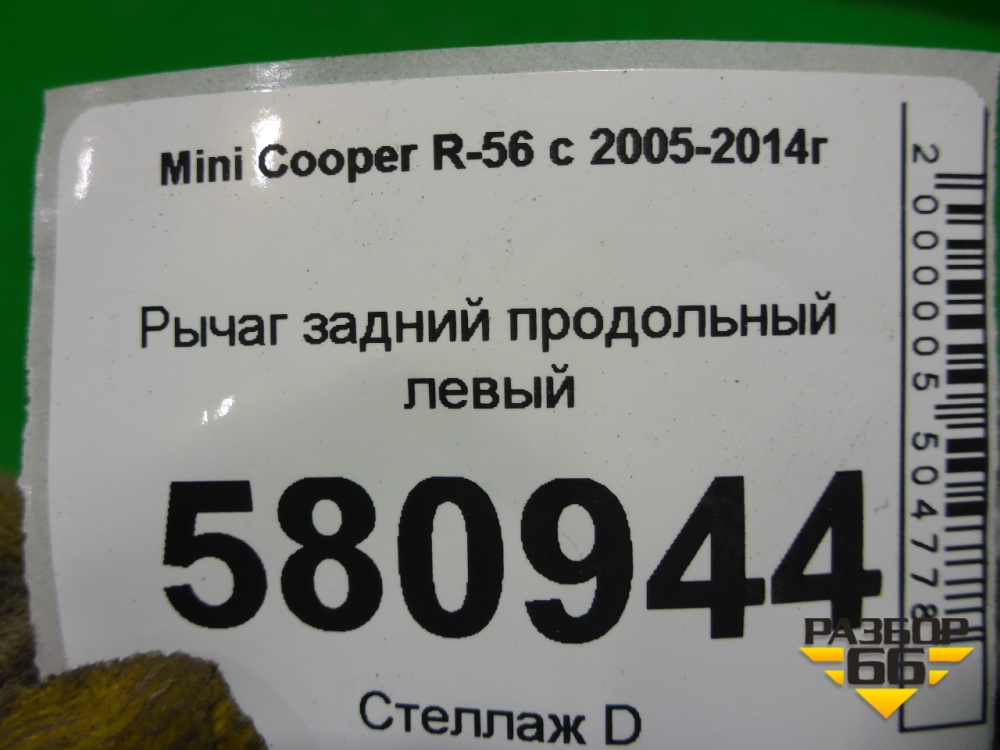 Mini Cooper R-56 с 2005-2014г
Рычаг задний продольный
левый
580944
Стеллаж D
2000005504778
РАЗБОР
66